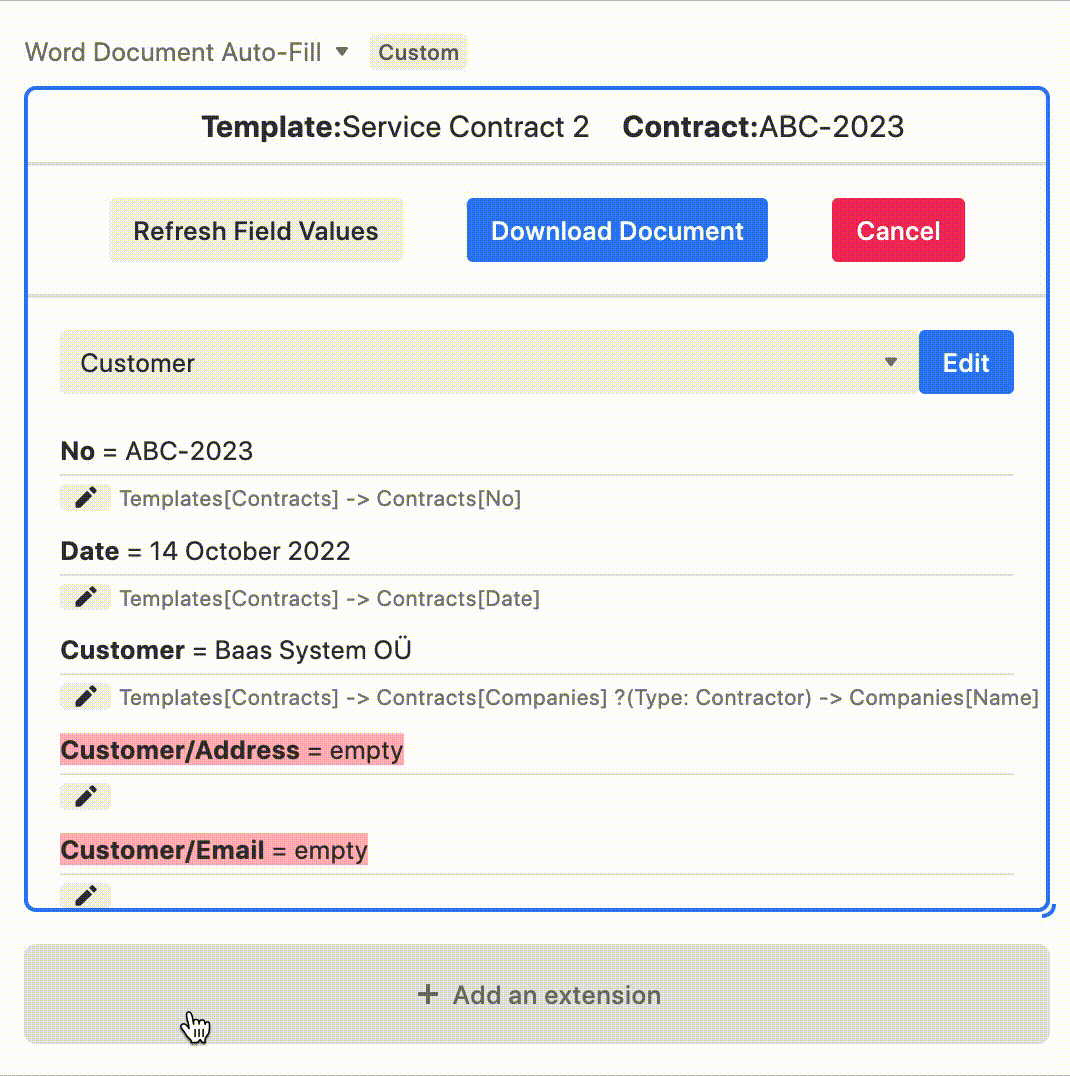 Word Document Auto-Fill Custom
Template:Service Contract 2 Contract:ABC-2023
Refresh Field Values Download Document Cancel
Customer Edit
No = ABC-2023
Templates[Contracts] -> Contracts[No]
Date = 14 October 2022
Templates[Contracts] -> Contracts[Date]
Customer = Baas System OÜ
Templates[Contracts] -> Contracts[Companies] ?(Type: Contractor) -> Companies[Name]
Customer/Address = empty
Customer/Email = empty
+ Add an extension